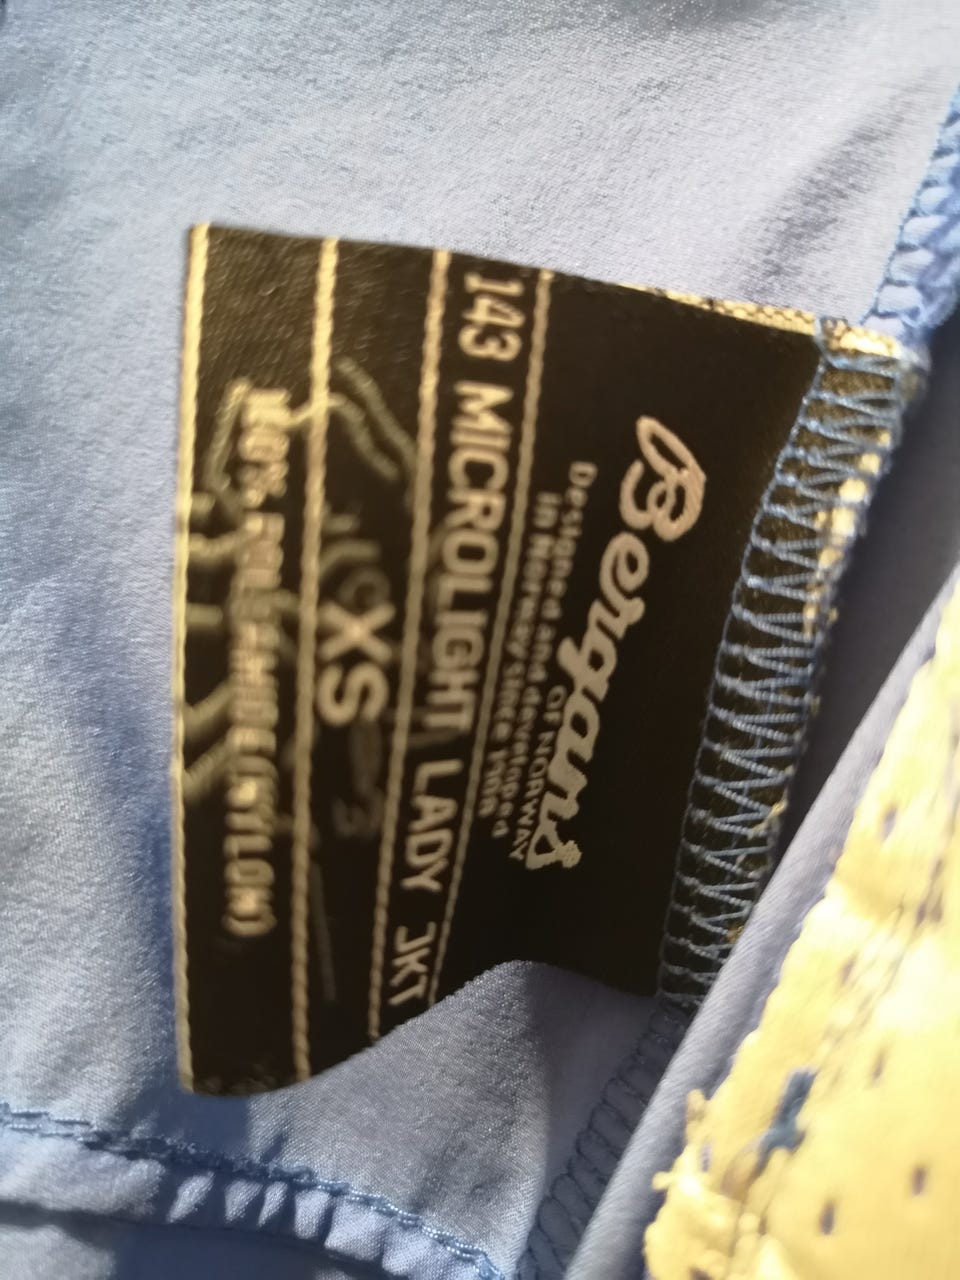 Bergans
OF NORWAY
Designed and developed
in Norway since 1908
143 MICROLIGHT LADY JKT
XS
100% POLYAMIDE(NYLON)